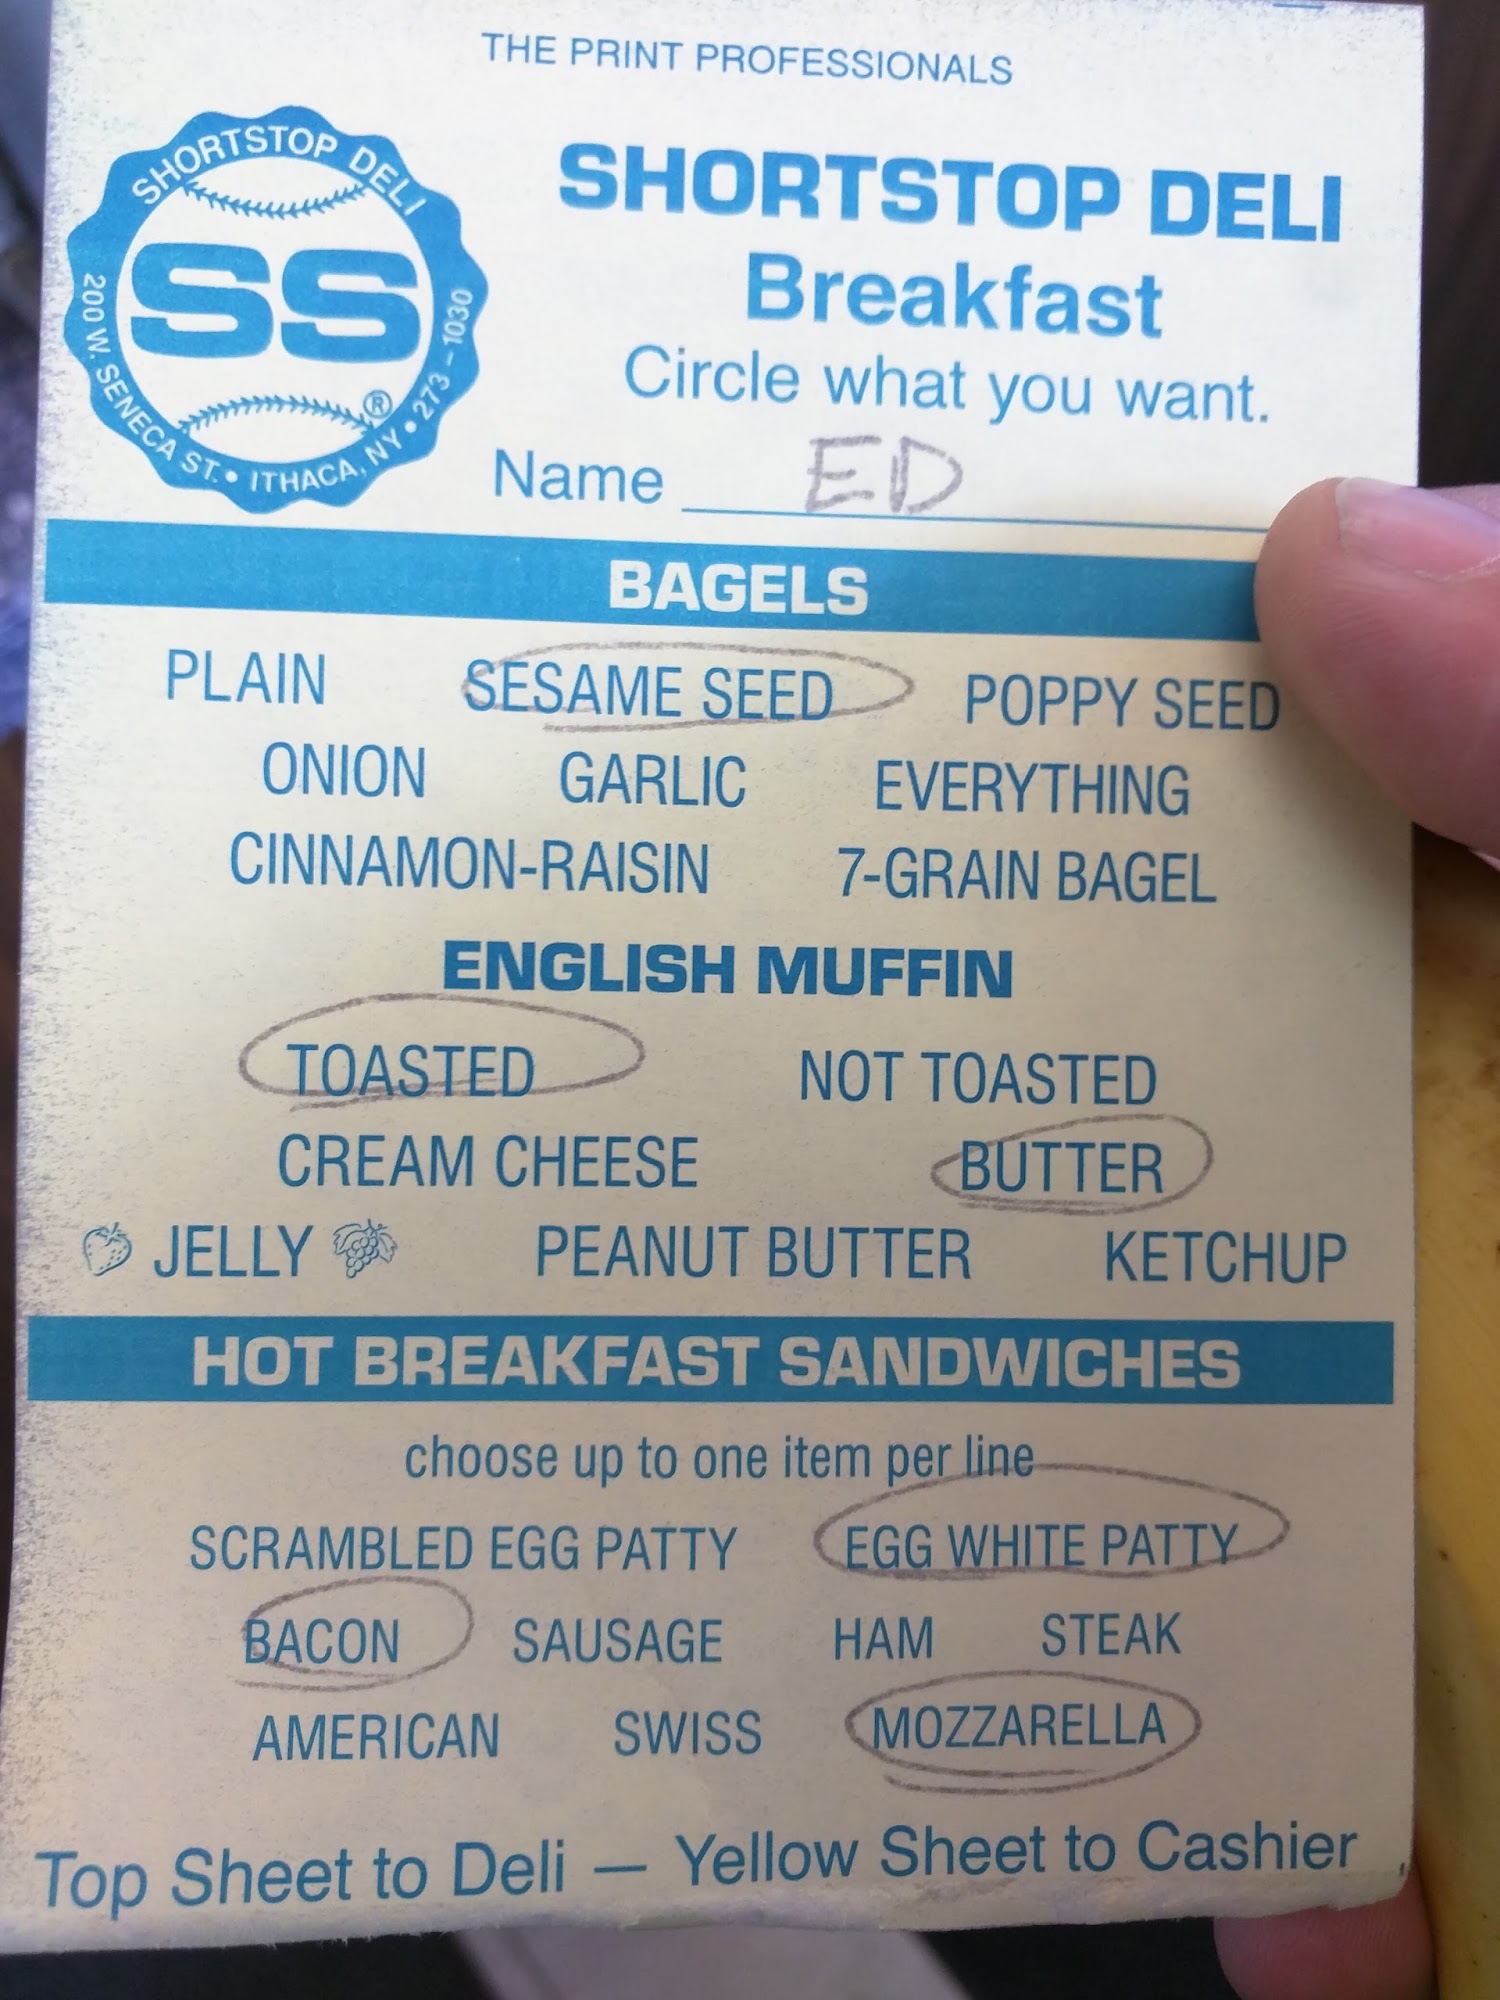 THE PRINT PROFESSIONALS
SHORTSTOP DELI
SS
®
200 W. SENECA ST. • ITHACA, NY • 273-1030
SHORTSTOP DELI
Breakfast
Circle what you want.
Name ED
BAGELS
PLAIN SESAME SEED POPPY SEED
ONION GARLIC EVERYTHING
CINNAMON-RAISIN 7-GRAIN BAGEL
ENGLISH MUFFIN
TOASTED NOT TOASTED
CREAM CHEESE BUTTER
JELLY PEANUT BUTTER KETCHUP
HOT BREAKFAST SANDWICHES
choose up to one item per line
SCRAMBLED EGG PATTY EGG WHITE PATTY
BACON SAUSAGE HAM STEAK
AMERICAN SWISS MOZZARELLA
Top Sheet to Deli — Yellow Sheet to Cashier